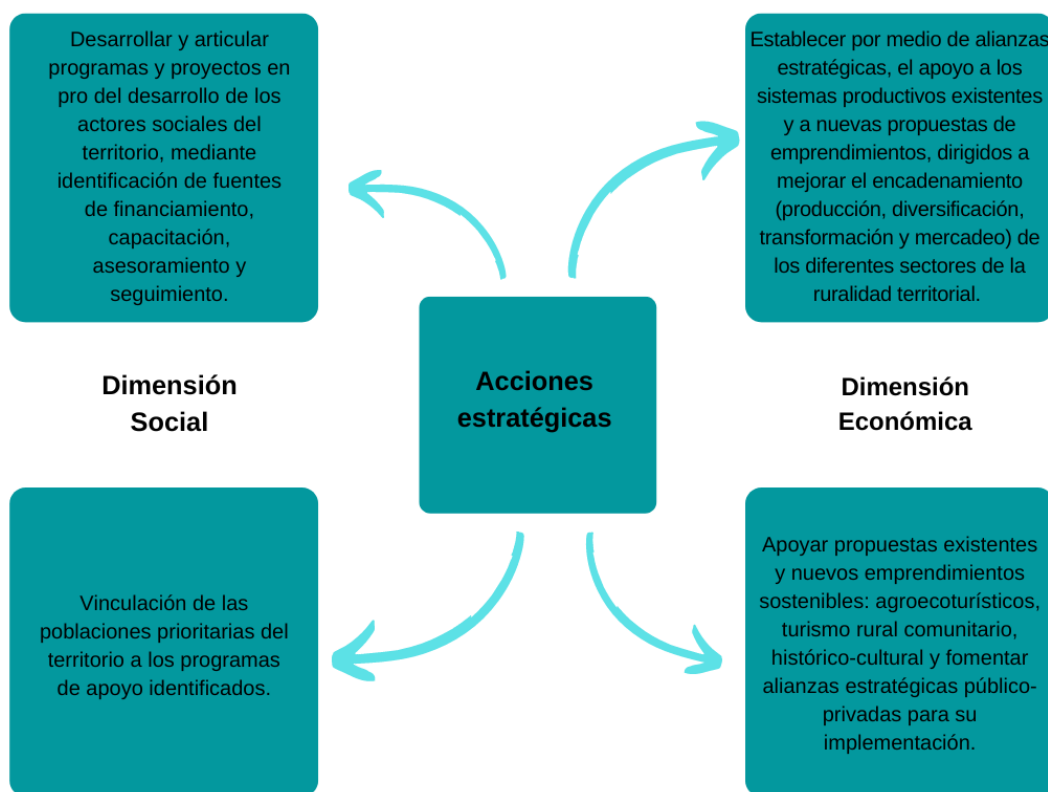 Desarrollar y articular
programas y proyectos en
pro del desarrollo de los
actores sociales del
territorio, mediante
identificación de fuentes
de financiamiento,
capacitación,
asesoramiento y
seguimiento.
Establecer por medio de alianzas
estratégicas, el apoyo a los
sistemas productivos existentes
y a nuevas propuestas de
emprendimientos, dirigidos a
mejorar el encadenamiento
(producción, diversificación,
transformación y mercadeo) de
los diferentes sectores de la
ruralidad territorial.
Dimensión
Social
Acciones
estratégicas
Dimensión
Económica
Vinculación de las
poblaciones prioritarias del
territorio a los programas
de apoyo identificados.
Apoyar propuestas existentes
y nuevos emprendimientos
sostenibles: agroecoturísticos,
turismo rural comunitario,
histórico-cultural y fomentar
alianzas estratégicas público-
privadas para su
implementación.